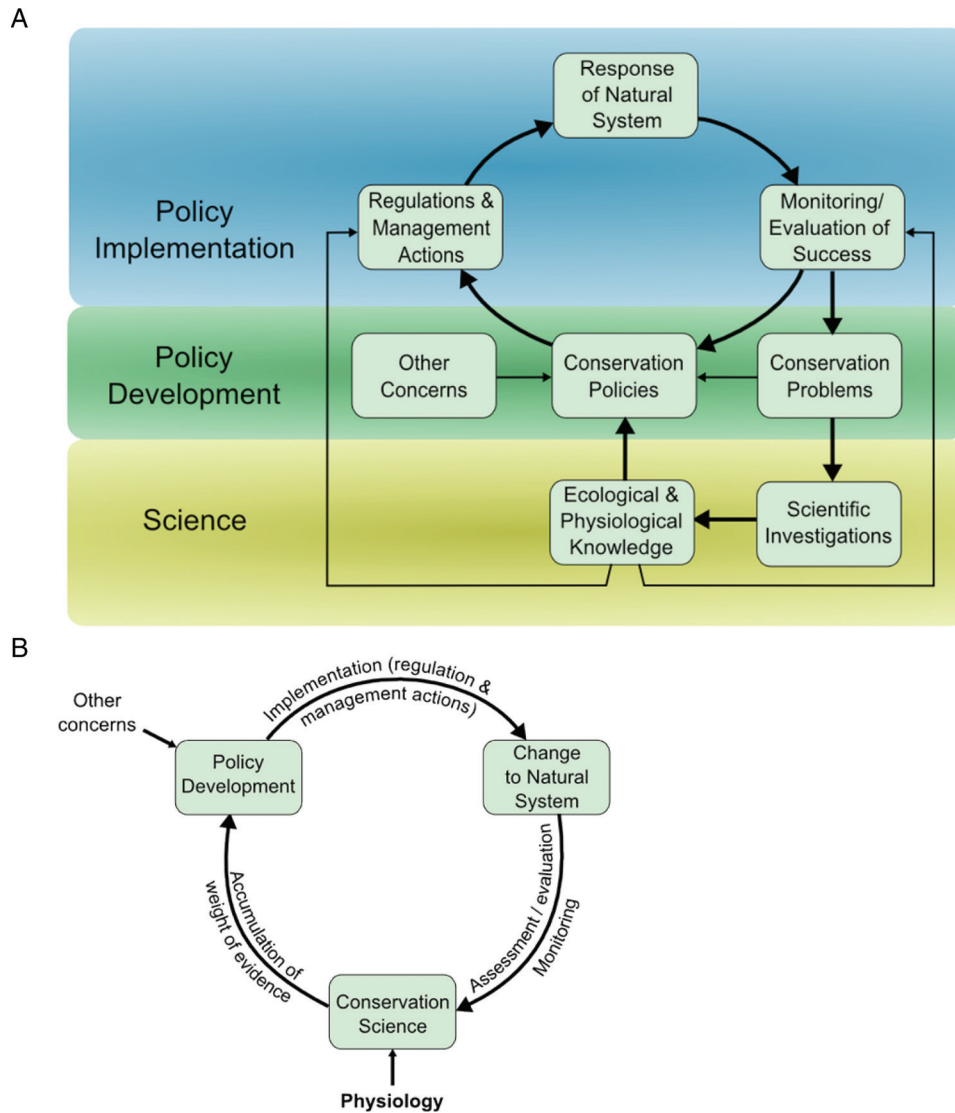 A
Response
of Natural
System
Policy
Implementation
Regulations &
Management
Actions
Monitoring/
Evaluation of
Success
Policy
Development
Other
Concerns
Conservation
Policies
Conservation
Problems
Science
Ecological &
Physiological
Knowledge
Scientific
Investigations
B
Other
concerns
Implementation (regulation &
management actions)
Policy
Development
Change
to Natural
System
Accumulation of
weight of evidence
Assessment / evaluation
Monitoring
Conservation
Science
Physiology